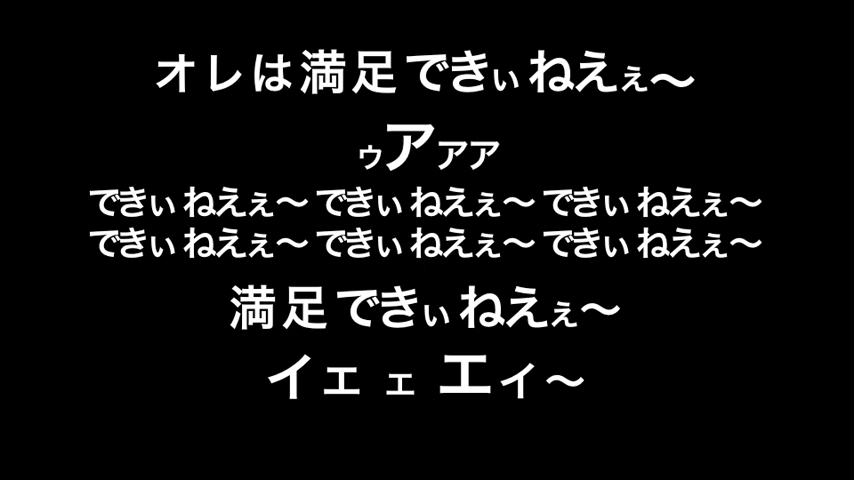 オレは満足できぃねえぇ〜
ゥアアア
できぃねえぇ〜できぃねえぇ〜できぃねえぇ〜
できぃねえぇ〜できぃねえぇ〜できぃねえぇ〜
満足できぃねえぇ〜
イエェエィ〜